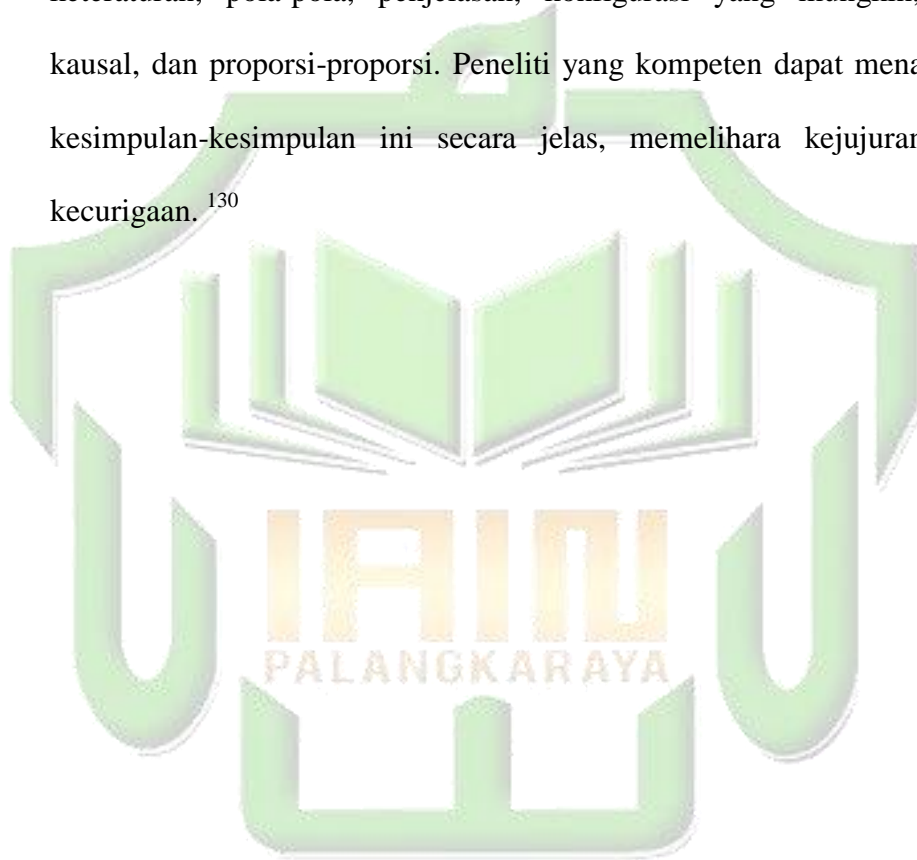 kausal, dan proporsi-proporsi. Peneliti yang kompeten dapat mena
kesimpulan-kesimpulan ini secara jelas, memelihara kejujuran
kecurigaan. 130
IAIN
PALANGKARAYA